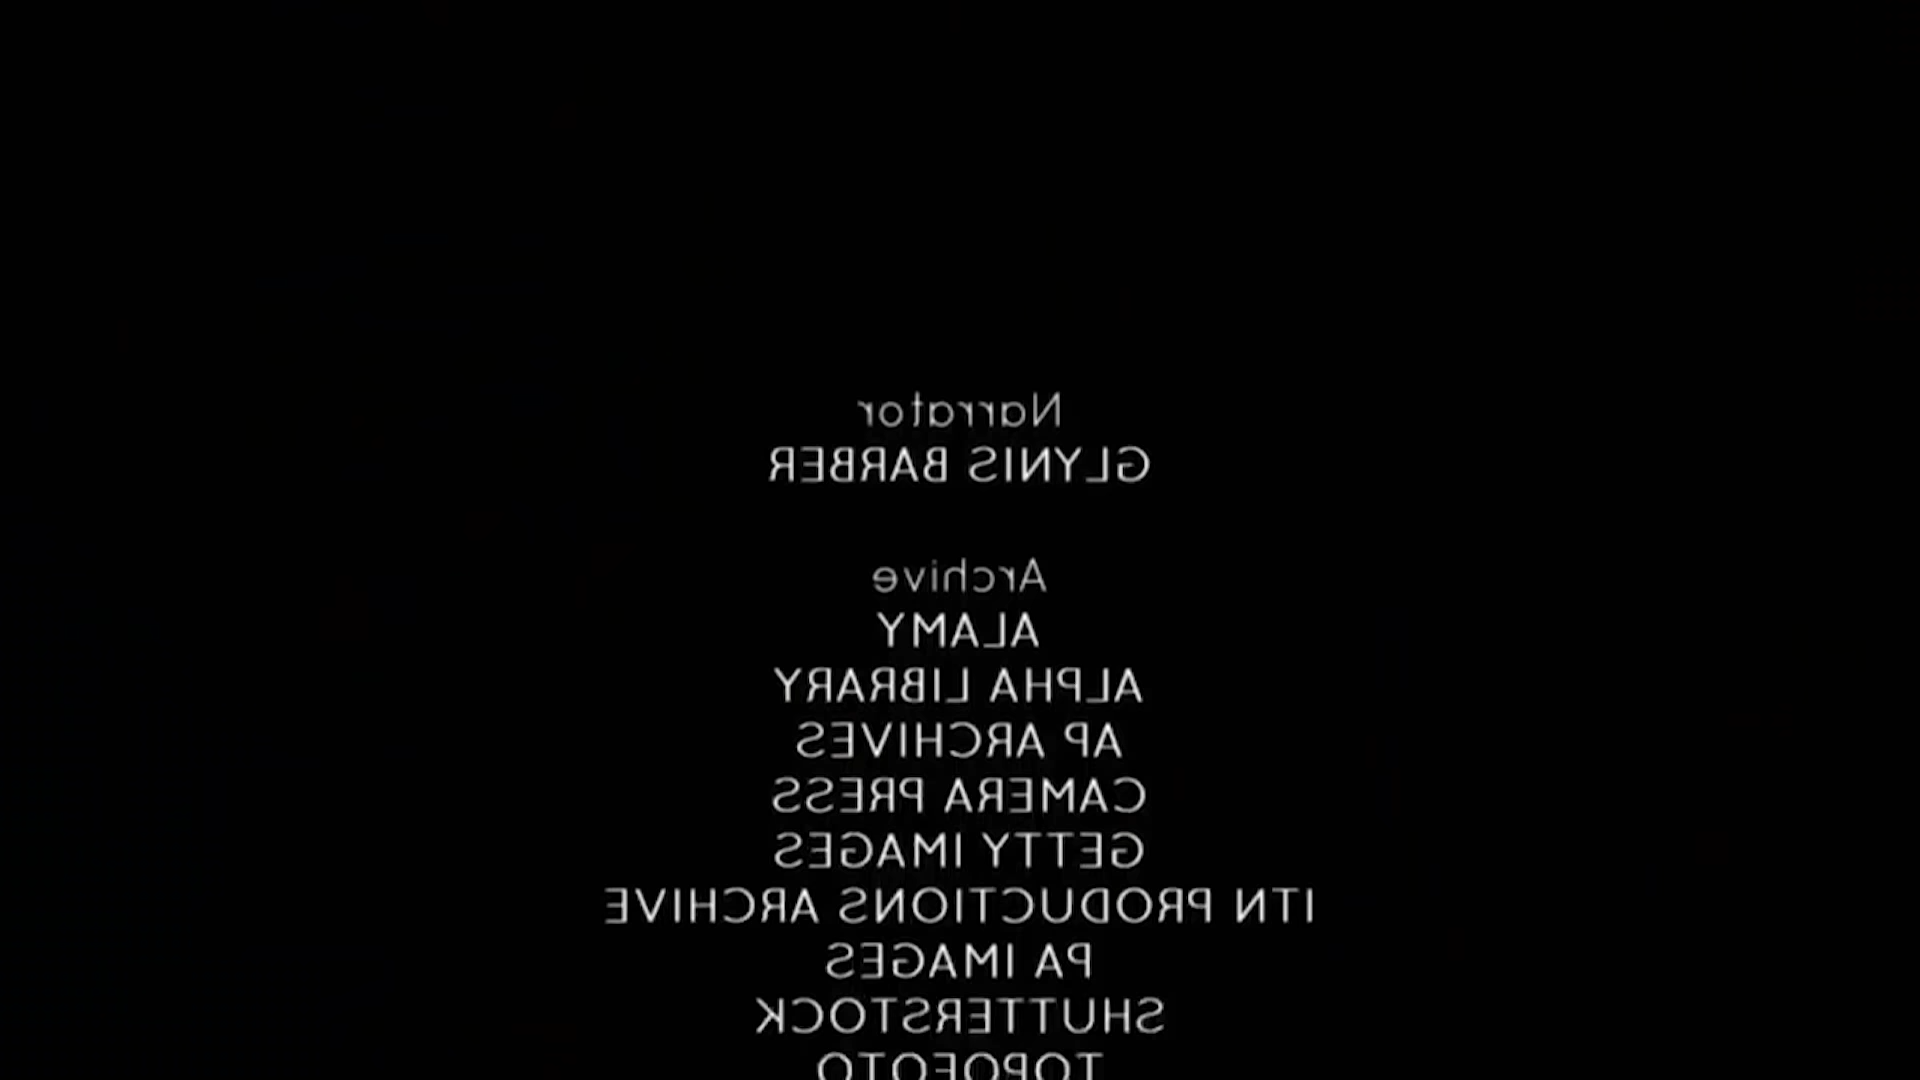 Narrator
GLYNIS BARBER
Archive
ALAMY
ALPHA LIBRARY
AP ARCHIVES
CAMERA PRESS
GETTY IMAGES
ITN PRODUCTIONS ARCHIVE
PA IMAGES
SHUTTERSTOCK
TOPOFOTO